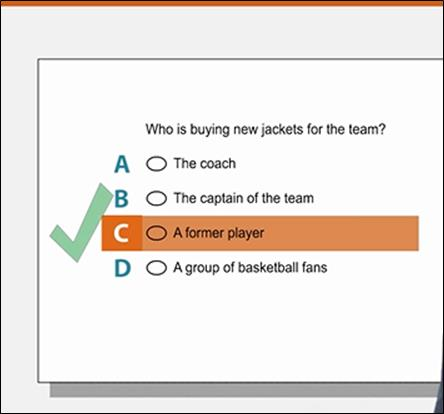 Who is buying new jackets for the team?
A The coach
B The captain of the team
C A former player
D A group of basketball fans